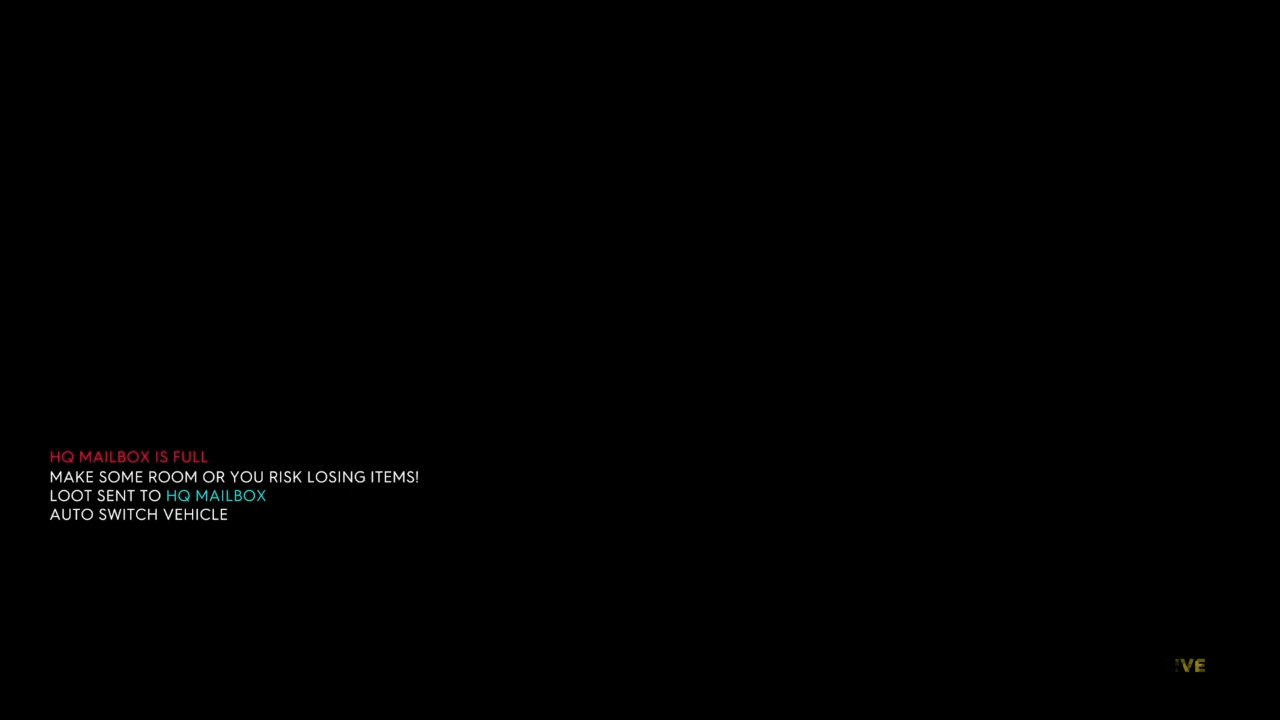 HQ MAILBOX IS FULL
MAKE SOME ROOM OR YOU RISK LOSING ITEMS!
LOOT SENT TO HQ MAILBOX
AUTO SWITCH VEHICLE